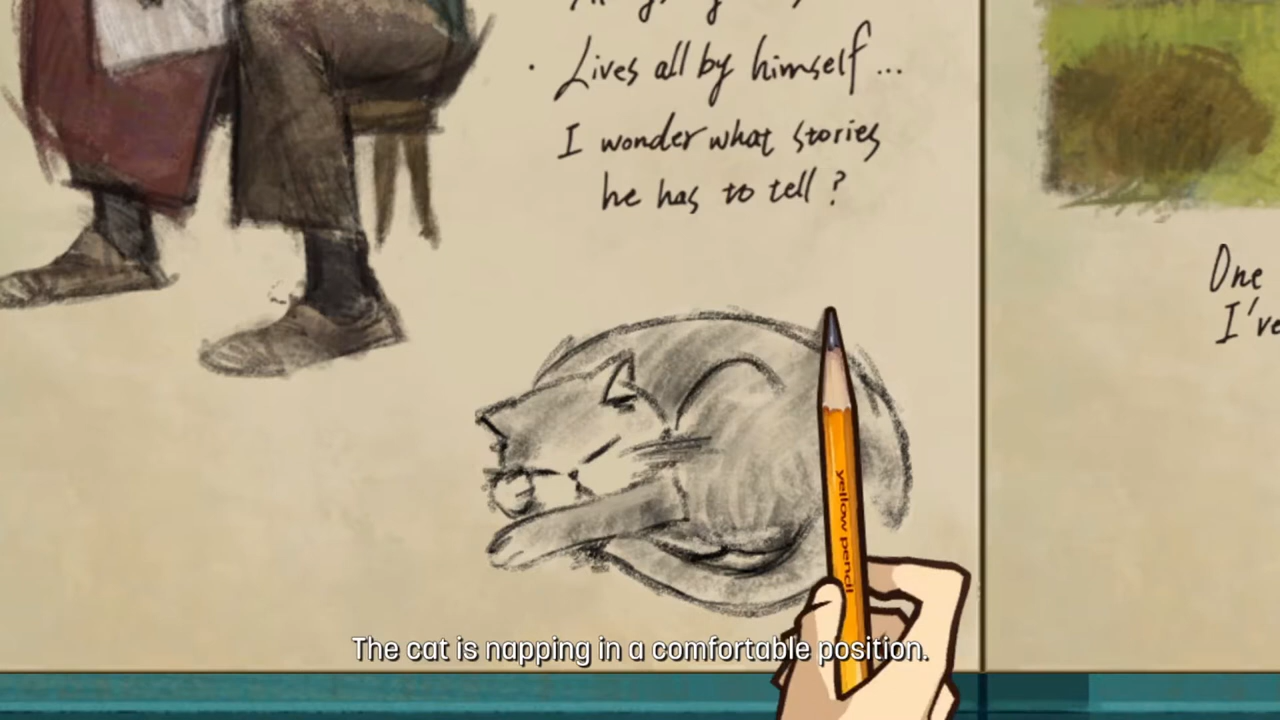 · Lives all by himself...
I wonder what stories
he has to tell?
One
I've
yellow pencil
The cat is napping in a comfortable position.